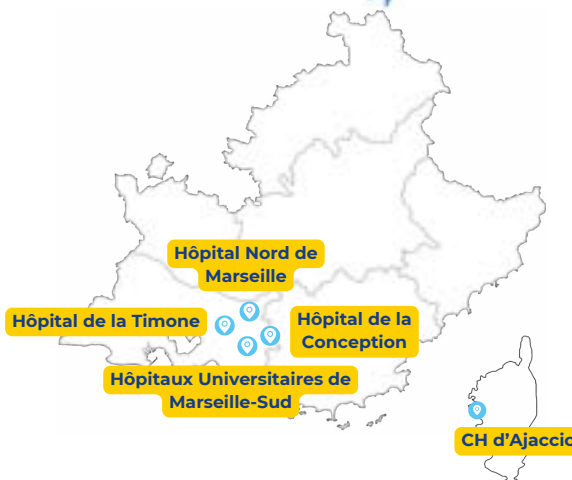 Hôpital Nord de
Marseille
Hôpital de la Timone
Hôpital de la
Conception
Hôpitaux Universitaires de
Marseille-Sud
CH d'Ajaccio